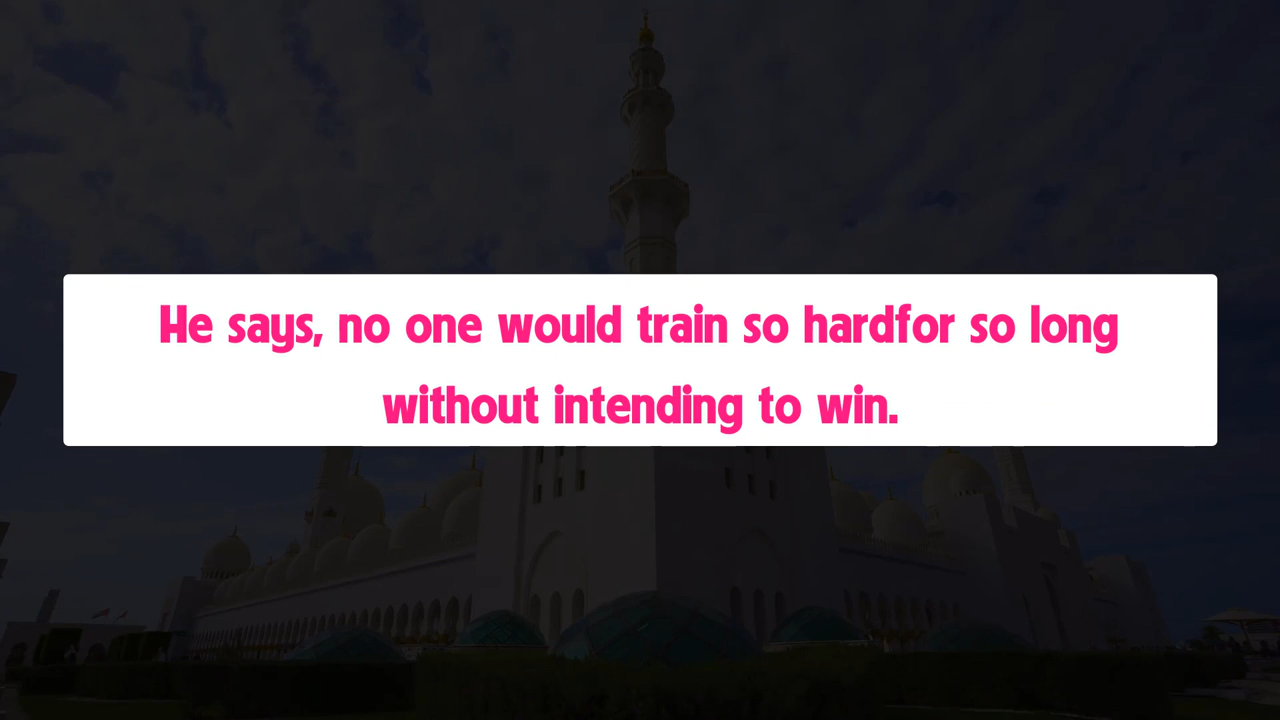 He says, no one would train so hardfor so long
without intending to win.